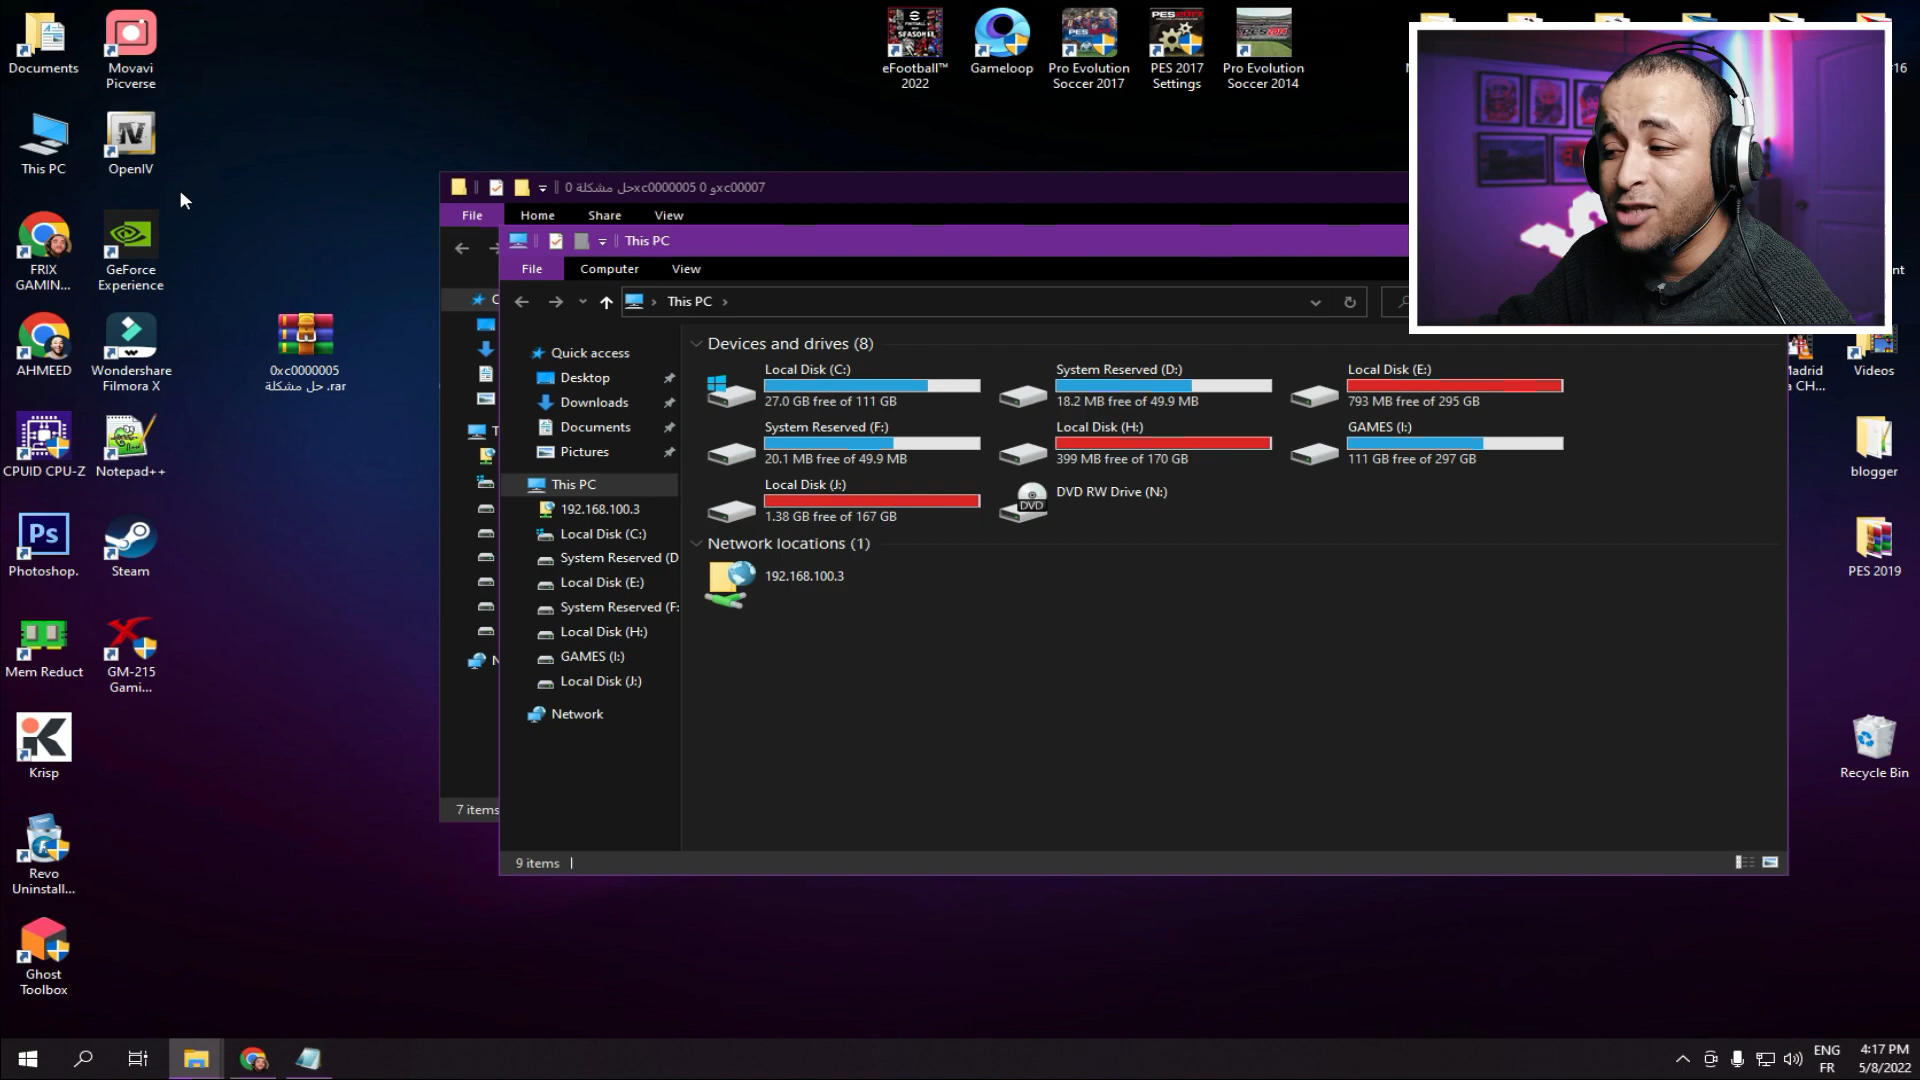 Documents
Movavi
Picverse
eFootball™
2022
Gameloop
Pro Evolution
Soccer 2017
PES 2017
Settings
Pro Evolution
Soccer 2014
This PC
OpenIV
FRIX
GAMIN...
GeForce
Experience
AHMEED
Wondershare
Filmora X
0xc0000005
حل مشكلة .rar
CPUID CPU-Z
Notepad++
Ps
Photoshop.
Steam
Mem Reduct
GM-215
Gami...
Krisp
Revo
Uninstall...
Ghost
Toolbox
حل مشكلة 0xc0000005 و 0xc00007
File
Home
Share
View
This PC
File
Computer
View
This PC
Quick access
Desktop
Downloads
Documents
Pictures
This PC
192.168.100.3
Local Disk (C:)
System Reserved (D
Local Disk (E:)
System Reserved (F:
Local Disk (H:)
GAMES (I:)
Local Disk (J:)
Network
Devices and drives (8)
Local Disk (C:)
27.0 GB free of 111 GB
System Reserved (D:)
18.2 MB free of 49.9 MB
Local Disk (E:)
793 MB free of 295 GB
System Reserved (F:)
20.1 MB free of 49.9 MB
Local Disk (H:)
399 MB free of 170 GB
GAMES (I:)
111 GB free of 297 GB
Local Disk (J:)
1.38 GB free of 167 GB
DVD
DVD RW Drive (N:)
Network locations (1)
192.168.100.3
7 items
9 items
Videos
blogger
PES 2019
Recycle Bin
ENG
FR
4:17 PM
5/8/2022